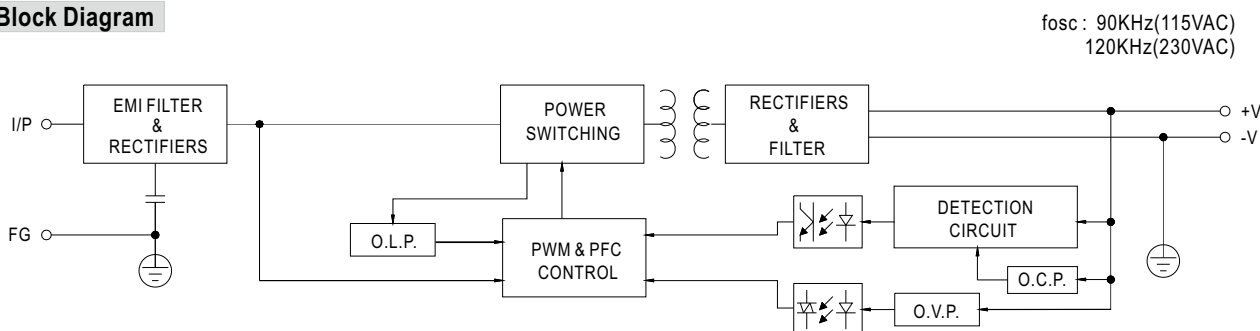 Block Diagram
fosc : 90KHz(115VAC)
120KHz(230VAC)
I/P
EMI FILTER
&
RECTIFIERS
POWER
SWITCHING
RECTIFIERS
&
FILTER
+V
-V
FG
O.L.P.
PWM & PFC
CONTROL
DETECTION
CIRCUIT
O.C.P.
O.V.P.